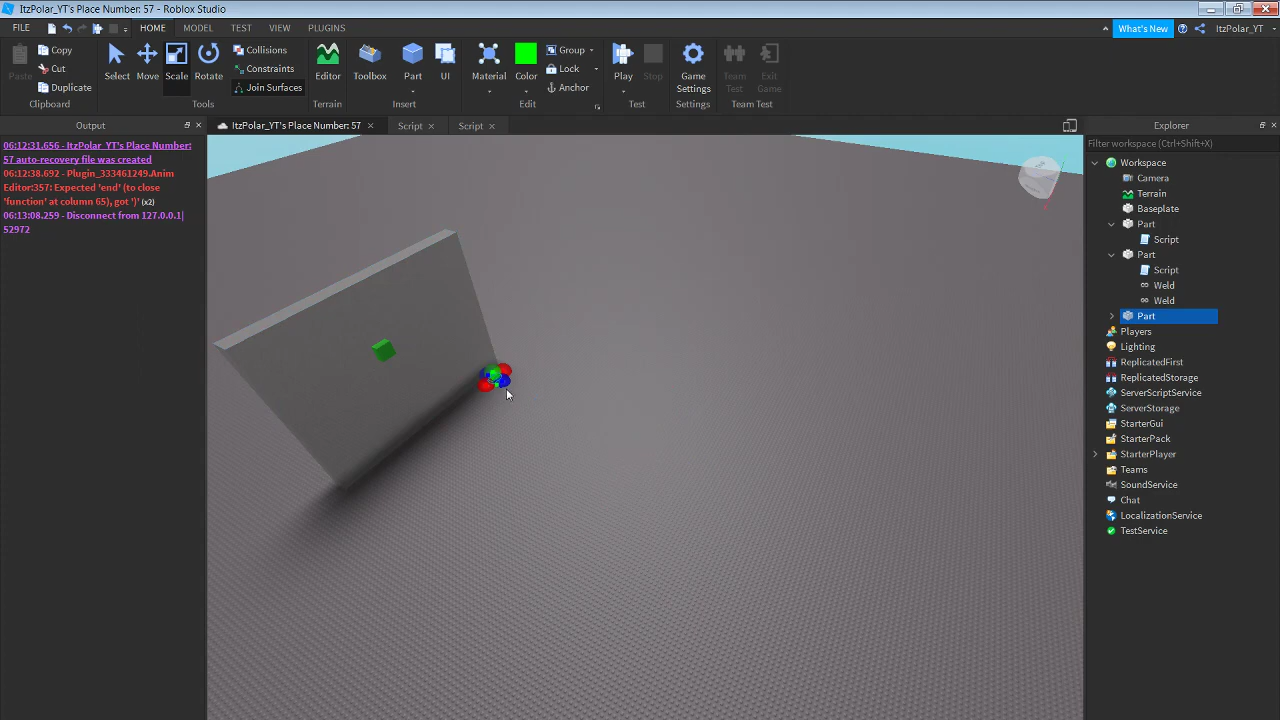 ItzPolar_YT's Place Number: 57 - Roblox Studio
FILE HOME MODEL TEST VIEW PLUGINS What's New ItzPolar_YT
Paste Copy Cut Duplicate Select Move Scale Rotate Collisions Constraints Join Surfaces Editor Toolbox Part UI Material Color Group Lock Anchor Play Stop Game Settings Team Test Exit Game
Clipboard Tools Terrain Insert Edit Test Settings Team Test
Output
06:12:31.656 - ItzPolar_YT's Place Number:
57 auto-recovery file was created
06:12:38.692 - Plugin_333461249.Anim
Editor:357: Expected 'end' (to close
'function' at column 65), got ')' (x2)
06:13:08.259 - Disconnect from 127.0.0.1|
52972
ItzPolar_YT's Place Number: 57 Script Script
Explorer
Filter workspace (Ctrl+Shift+X)
Workspace
Camera
Terrain
Baseplate
Part
Script
Part
Script
Weld
Weld
Part
Players
Lighting
ReplicatedFirst
ReplicatedStorage
ServerScriptService
ServerStorage
StarterGui
StarterPack
StarterPlayer
Teams
SoundService
Chat
LocalizationService
TestService